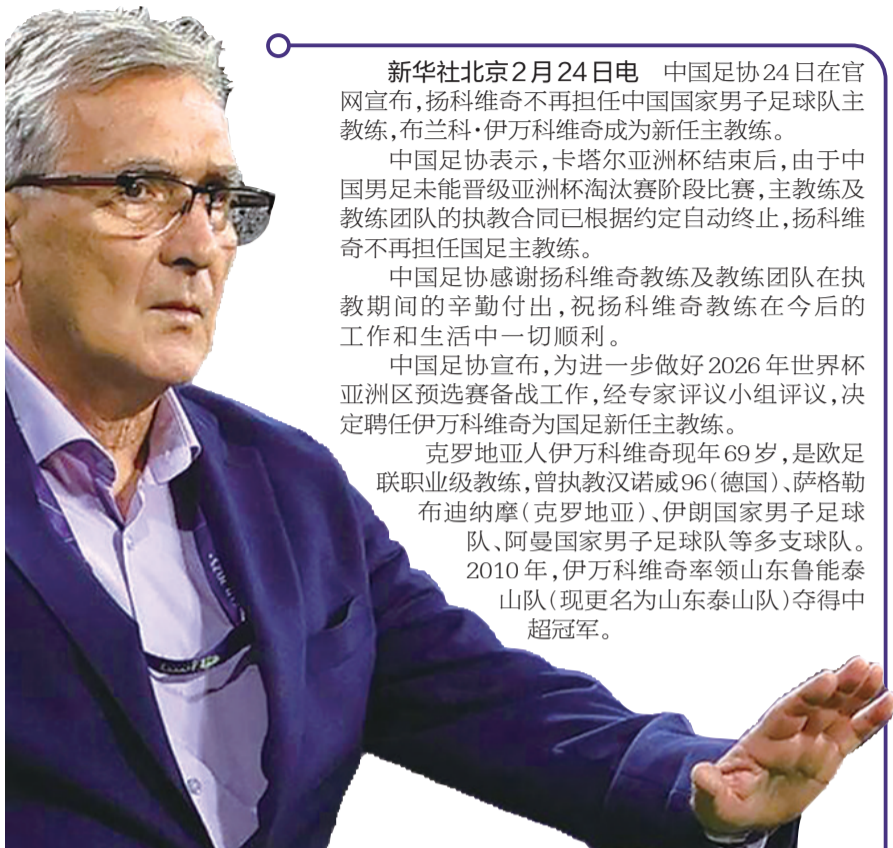 新华社北京2月24日电 中国足协24日在官
网宣布,扬科维奇不再担任中国国家男子足球队主
教练,布兰科·伊万科维奇成为新任主教练。
中国足协表示,卡塔尔亚洲杯结束后,由于中
国男足未能晋级亚洲杯淘汰赛阶段比赛,主教练及
教练团队的执教合同已根据约定自动终止,扬科维
奇不再担任国足主教练。
中国足协感谢扬科维奇教练及教练团队在执
教期间的辛勤付出,祝扬科维奇教练在今后的
工作和生活中一切顺利。
中国足协宣布,为进一步做好2026年世界杯
亚洲区预选赛备战工作,经专家评议小组评议,决
定聘任伊万科维奇为国足新任主教练。
克罗地亚人伊万科维奇现年69岁,是欧足
联职业级教练,曾执教汉诺威96(德国)、萨格勒
布迪纳摩(克罗地亚)、伊朗国家男子足球
队、阿曼国家男子足球队等多支球队。
2010年,伊万科维奇率领山东鲁能泰
山队(现更名为山东泰山队)夺得中
超冠军。